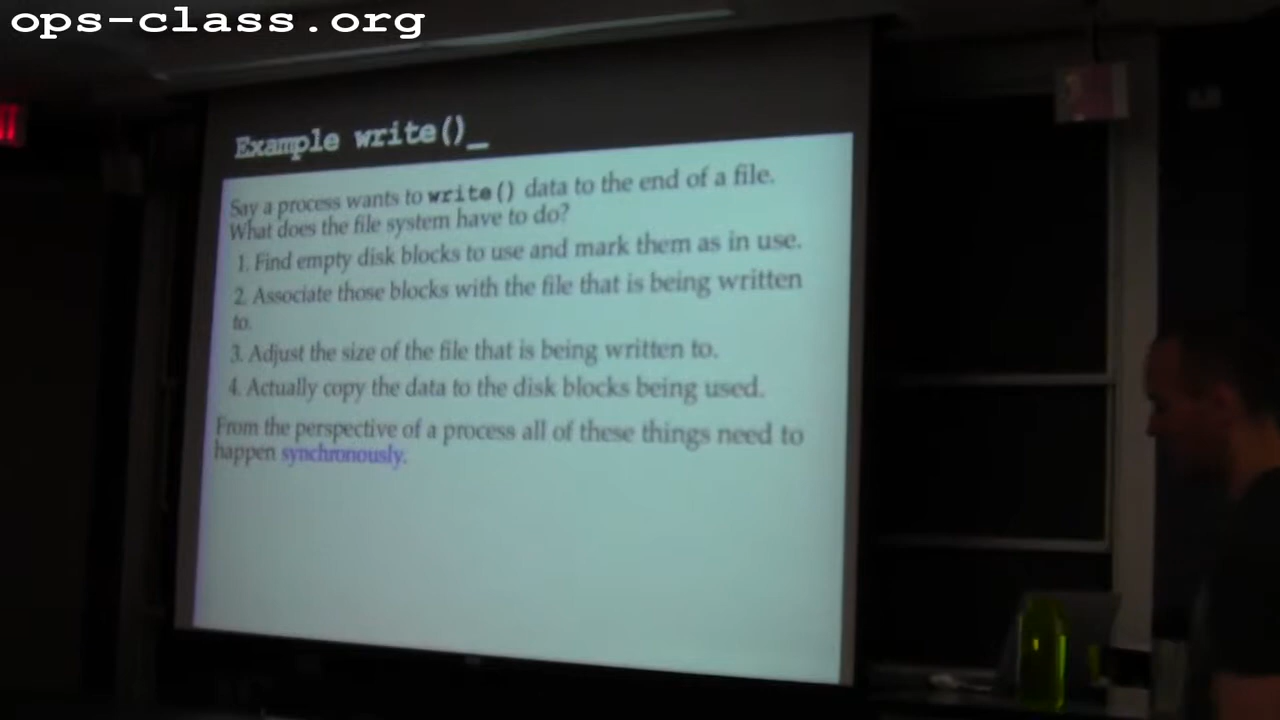 ops-class.org
Example write()_
Say a process wants to write() data to the end of a file.
What does the file system have to do?
1. Find empty disk blocks to use and mark them as in use.
2. Associate those blocks with the file that is being written
to.
3. Adjust the size of the file that is being written to.
4. Actually copy the data to the disk blocks being used.
From the perspective of a process all of these things need to
happen synchronously.